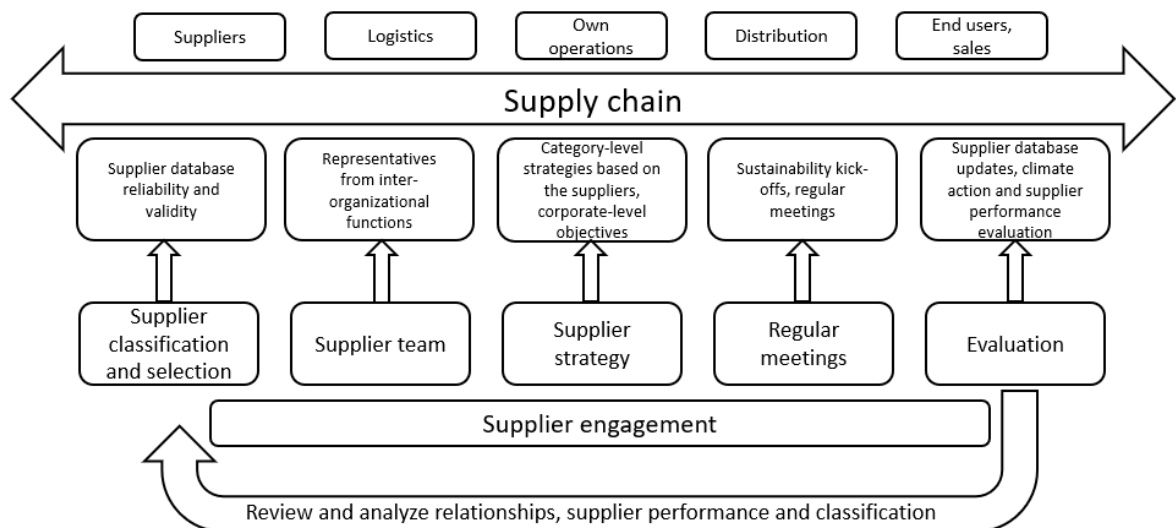 Suppliers
Logistics
Own
operations
Distribution
End users,
sales
Supply chain
Supplier database
reliability and
validity
Representatives
from inter-
organizational
functions
Category-level
strategies based on
the suppliers,
corporate-level
objectives
Sustainability kick-
offs, regular
meetings
Supplier database
updates, climate
action and supplier
performance
evaluation
Supplier
classification
and selection
Supplier team
Supplier
strategy
Regular
meetings
Evaluation
Supplier engagement
Review and analyze relationships, supplier performance and classification